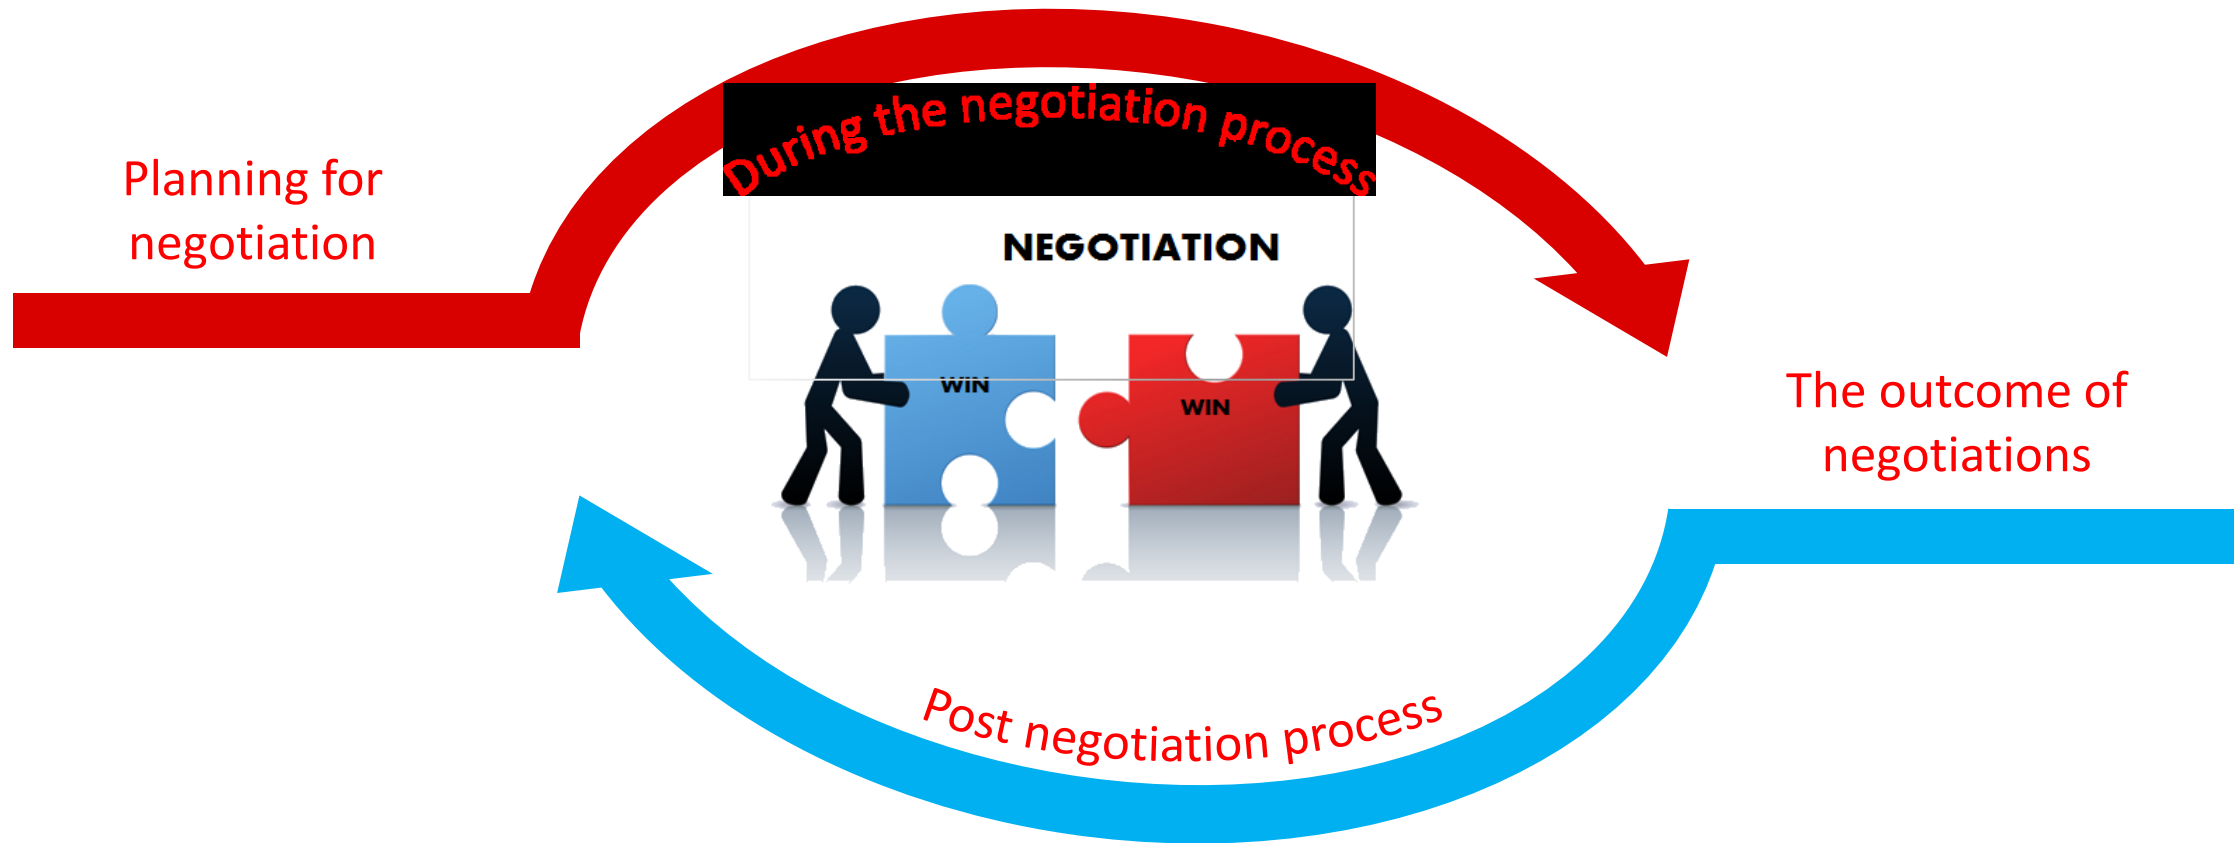 During the negotiation process
Planning for
negotiation
NEGOTIATION
WIN
WIN
The outcome of
negotiations
Post negotiation process